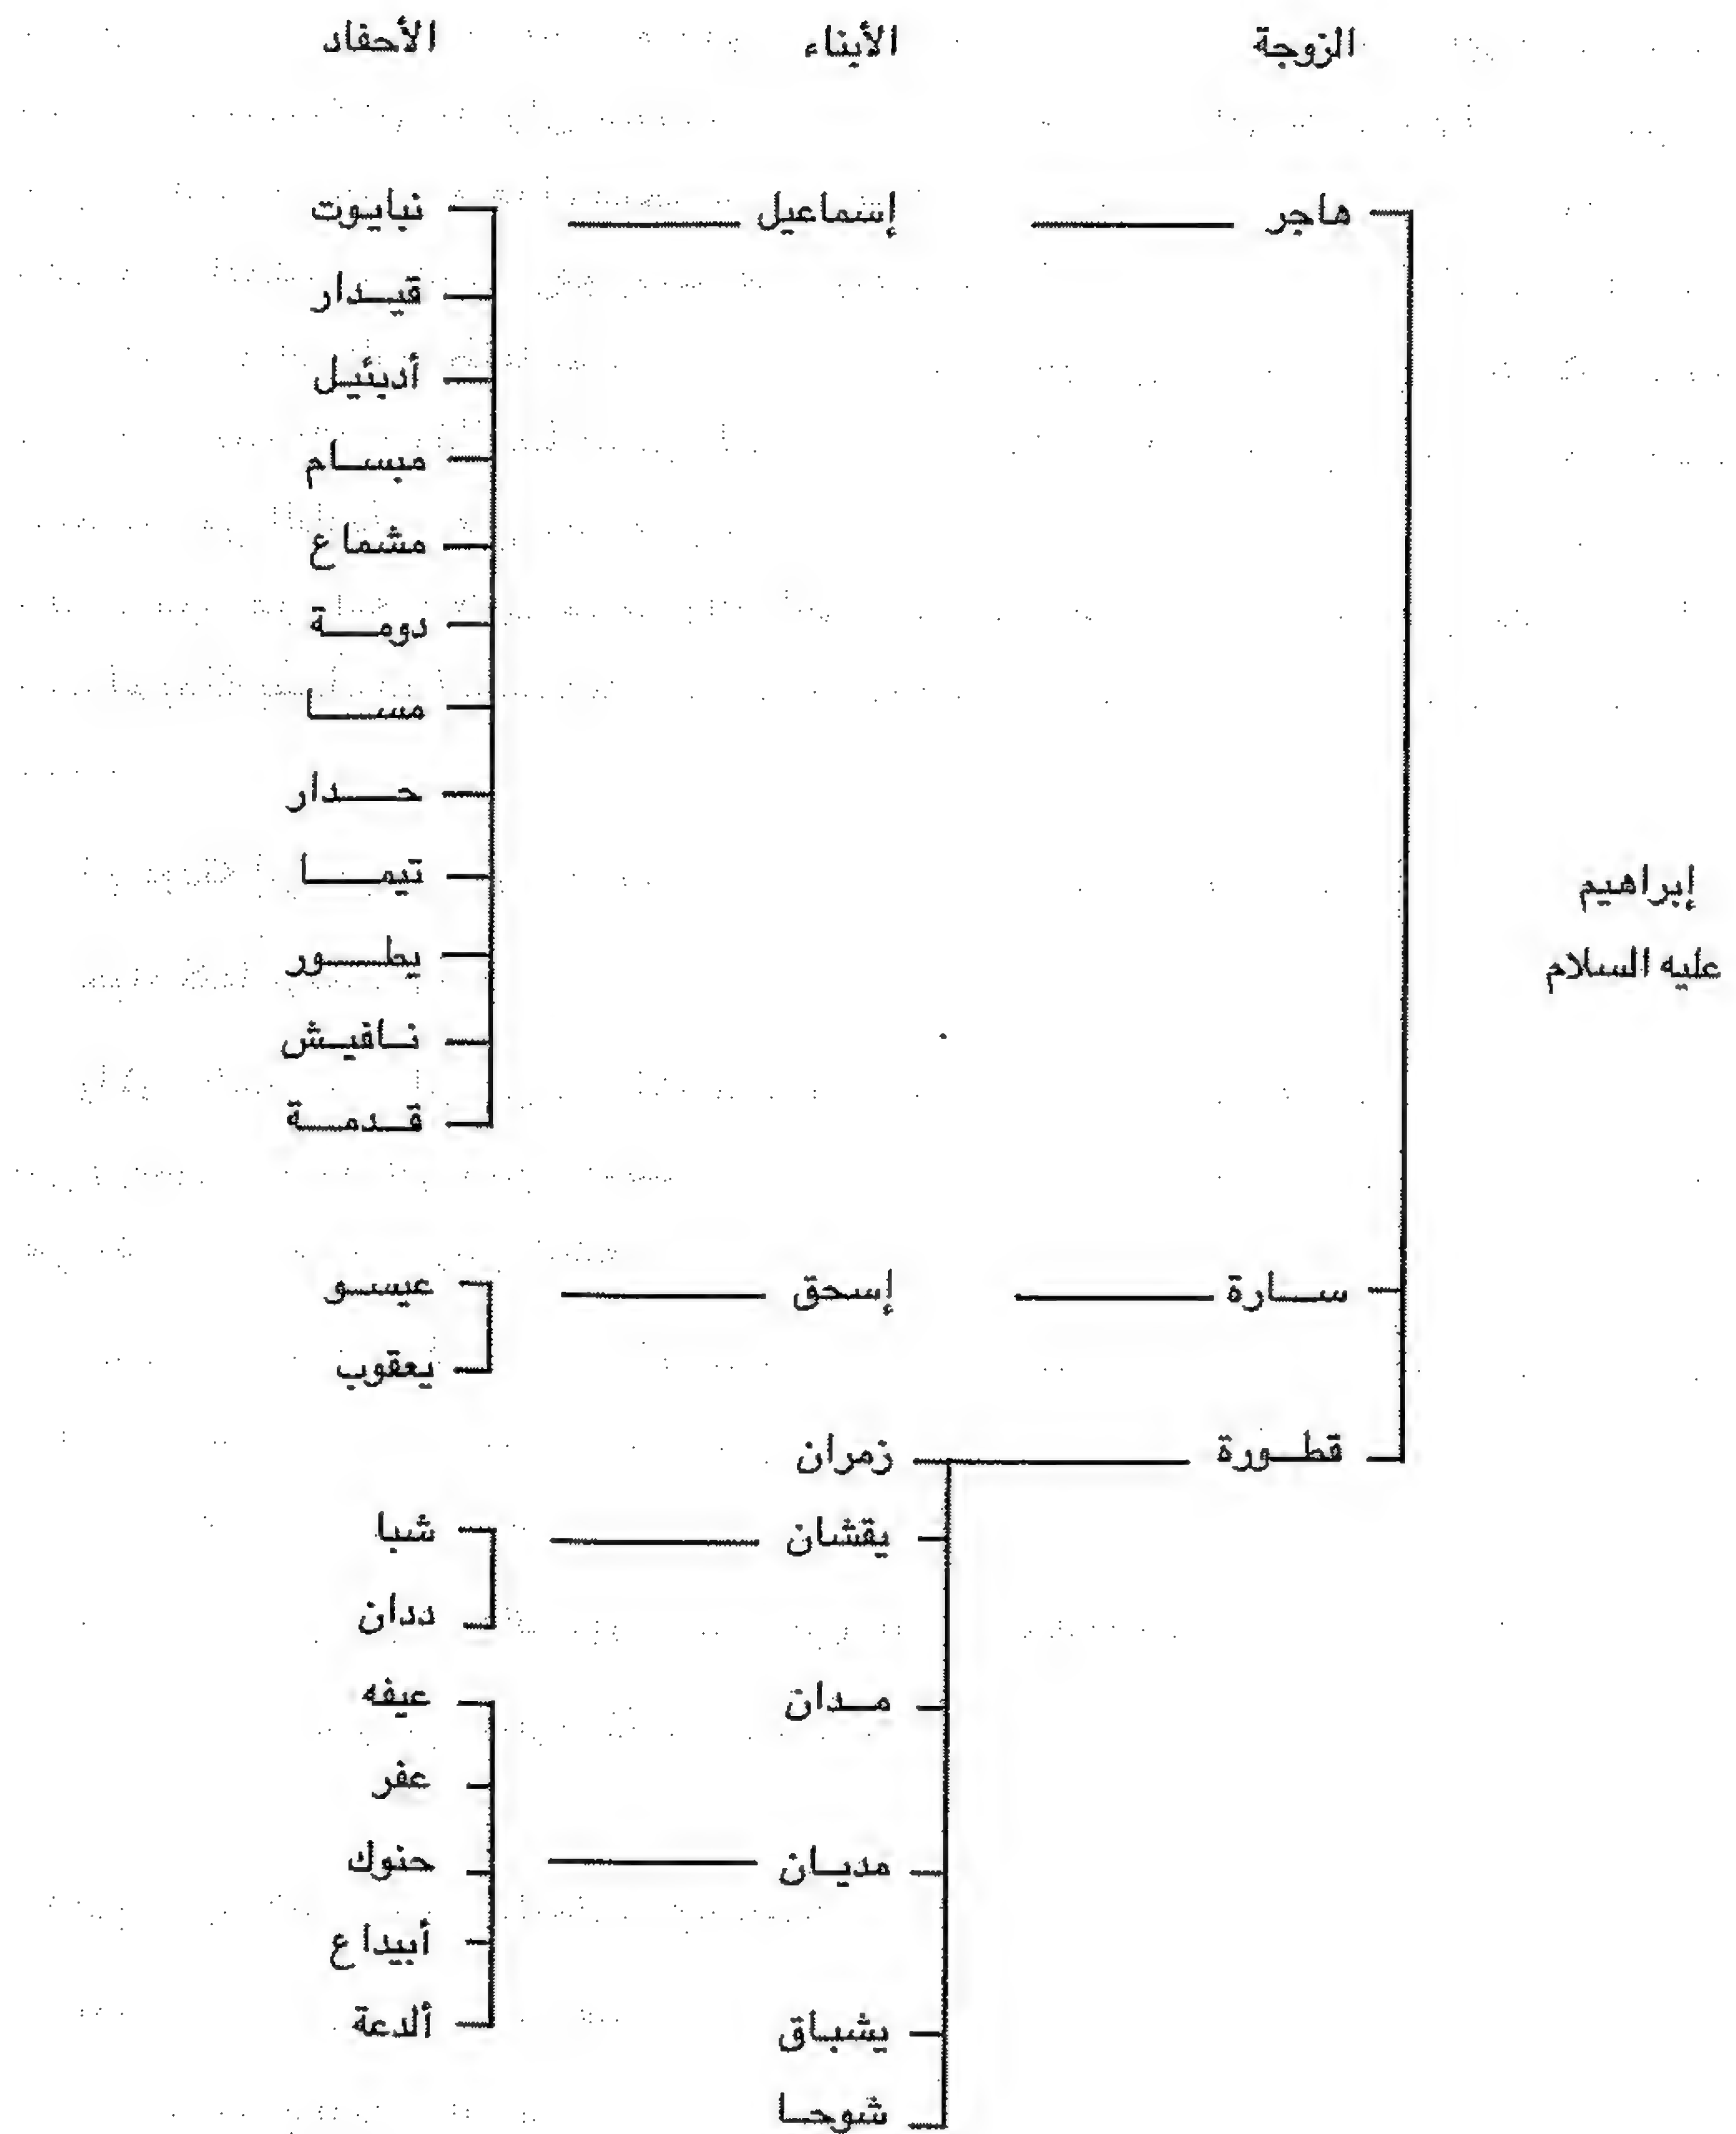 الزوجة الأبناء الأحفاد
هاجر إسماعيل نبايوت
قيدار
أدبئيل
مبسام
مشماع
دومة
مسا
حدار
تيما
إبراهيم
يطور
عليه السلام
نافيش
قدمة
سارة إسحق عيسو
يعقوب
قطورة زمران
يقشان شبا
ددان
مدان عيفه
عفر
مديان حنوك
أبيداع
ألدعة
يشباق
شوحا